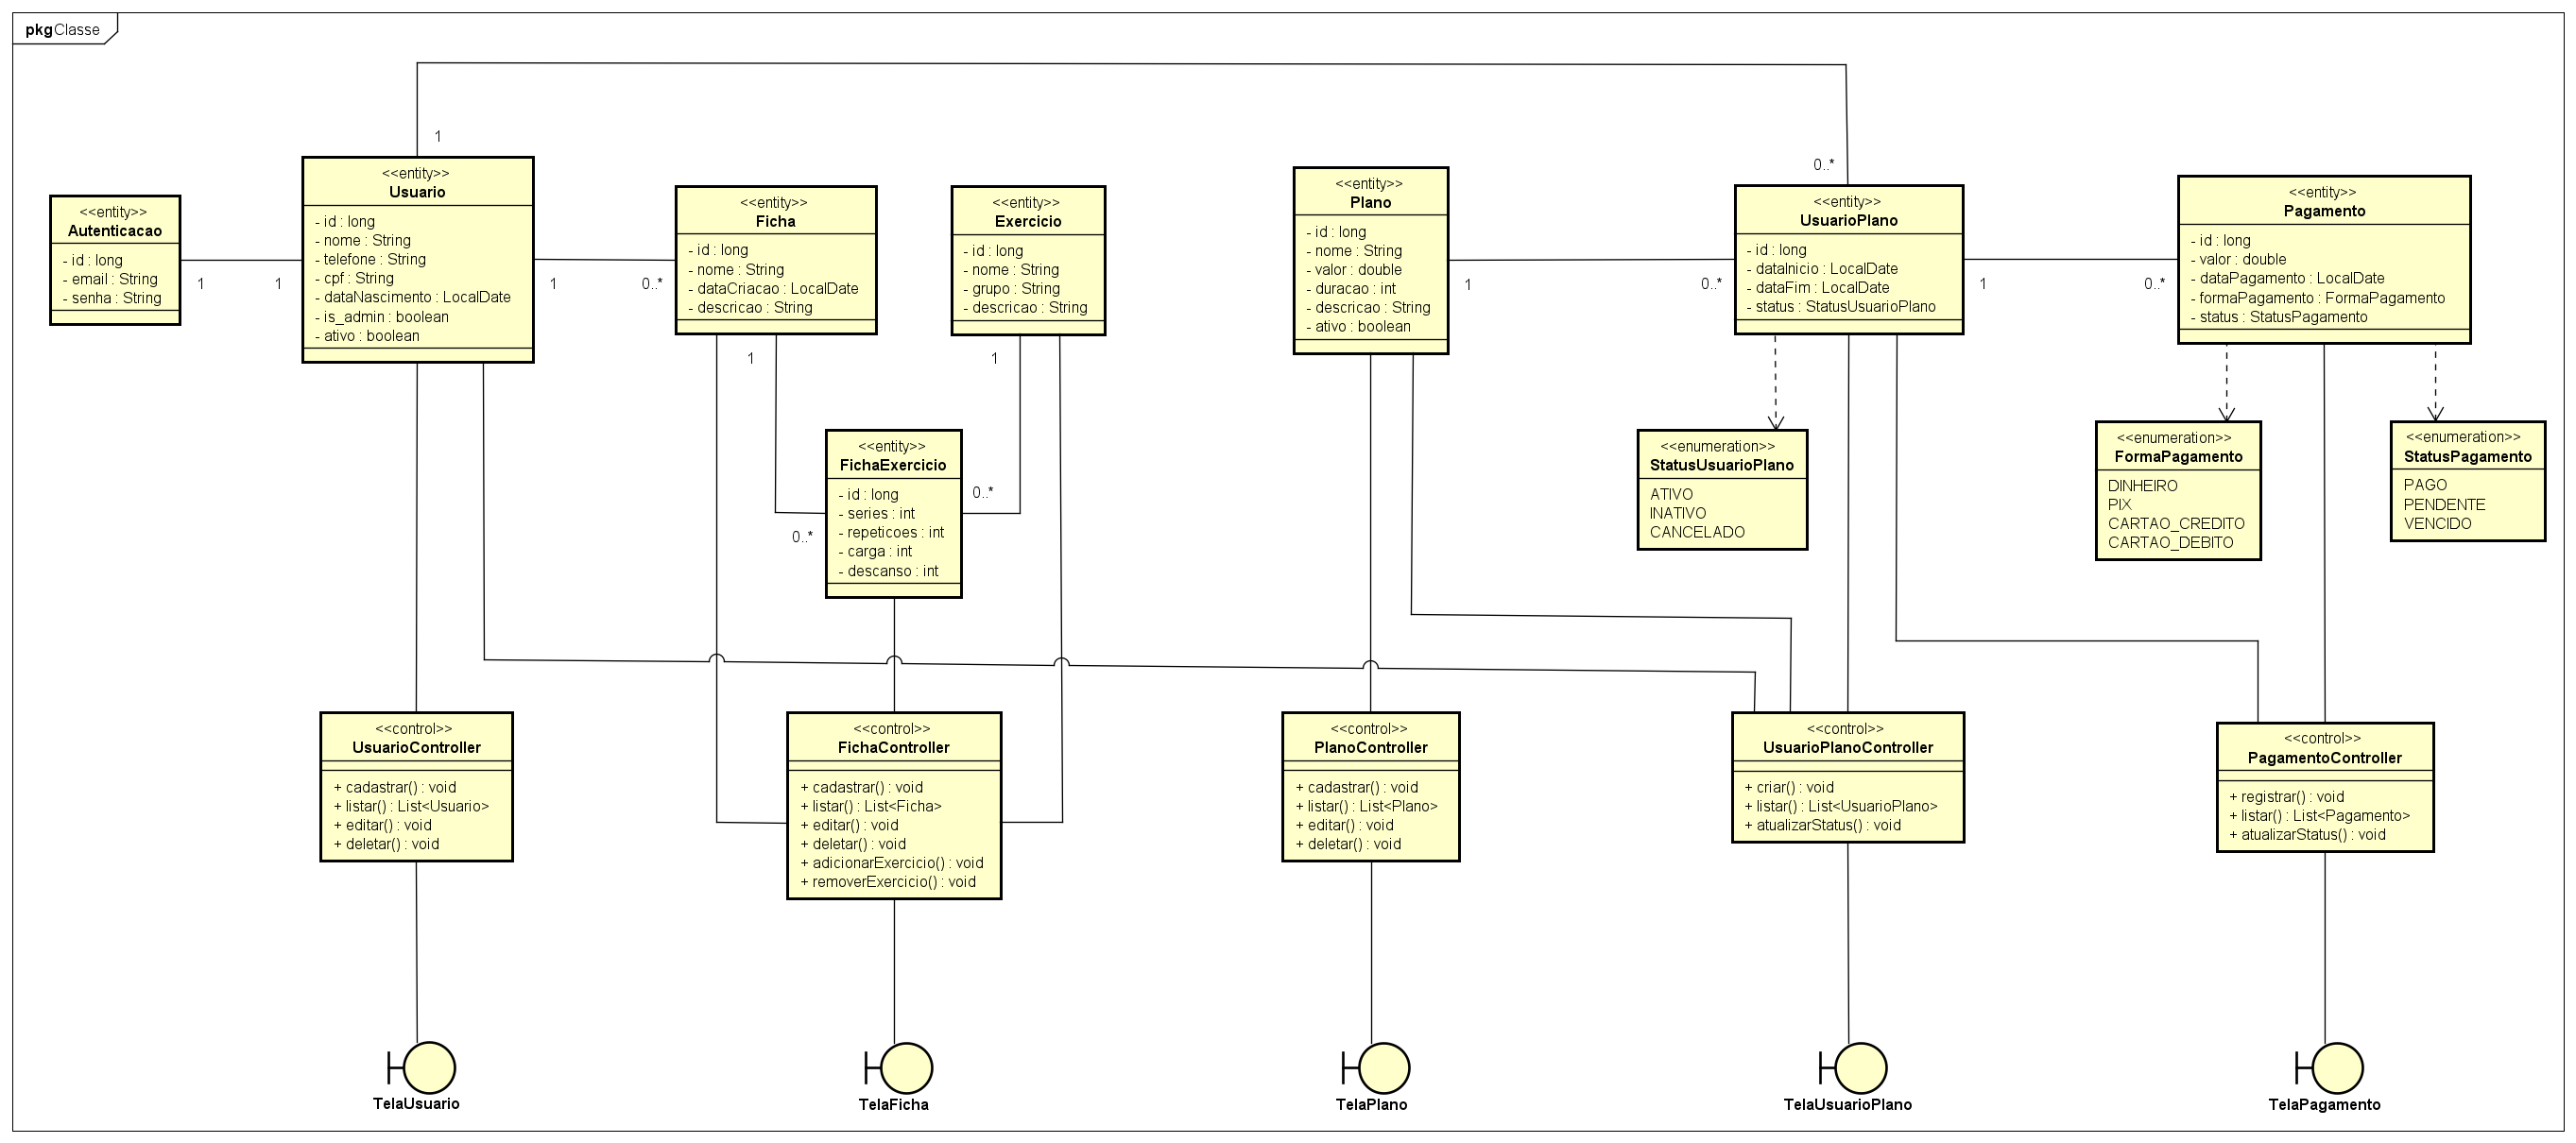 pkg Classe
1
0..*
<<entity>>
Autenticacao
- id : long
- email : String
- senha : String
1
1
<<entity>>
Usuario
- id : long
- nome : String
- telefone : String
- cpf : String
- dataNascimento : LocalDate
- is_admin : boolean
- ativo : boolean
1
0..*
<<entity>>
Ficha
- id : long
- nome : String
- dataCriacao : LocalDate
- descricao : String
<<entity>>
Exercicio
- id : long
- nome : String
- grupo : String
- descricao : String
<<entity>>
Plano
- id : long
- nome : String
- valor : double
- duracao : int
- descricao : String
- ativo : boolean
1
0..*
<<entity>>
UsuarioPlano
- id : long
- dataInicio : LocalDate
- dataFim : LocalDate
- status : StatusUsuarioPlano
1
0..*
<<entity>>
Pagamento
- id : long
- valor : double
- dataPagamento : LocalDate
- formaPagamento : FormaPagamento
- status : StatusPagamento
1
1
<<entity>>
FichaExercicio
- id : long
- series : int
- repeticoes : int
- carga : int
- descanso : int
0..*
0..*
<<enumeration>>
StatusUsuarioPlano
ATIVO
INATIVO
CANCELADO
<<enumeration>>
FormaPagamento
DINHEIRO
PIX
CARTAO_CREDITO
CARTAO_DEBITO
<<enumeration>>
StatusPagamento
PAGO
PENDENTE
VENCIDO
<<control>>
UsuarioController
+ cadastrar() : void
+ listar() : List<Usuario>
+ editar() : void
+ deletar() : void
<<control>>
FichaController
+ cadastrar() : void
+ listar() : List<Ficha>
+ editar() : void
+ deletar() : void
+ adicionarExercicio() : void
+ removerExercicio() : void
<<control>>
PlanoController
+ cadastrar() : void
+ listar() : List<Plano>
+ editar() : void
+ deletar() : void
<<control>>
UsuarioPlanoController
+ criar() : void
+ listar() : List<UsuarioPlano>
+ atualizarStatus() : void
<<control>>
PagamentoController
+ registrar() : void
+ listar() : List<Pagamento>
+ atualizarStatus() : void
TelaUsuario
TelaFicha
TelaPlano
TelaUsuarioPlano
TelaPagamento